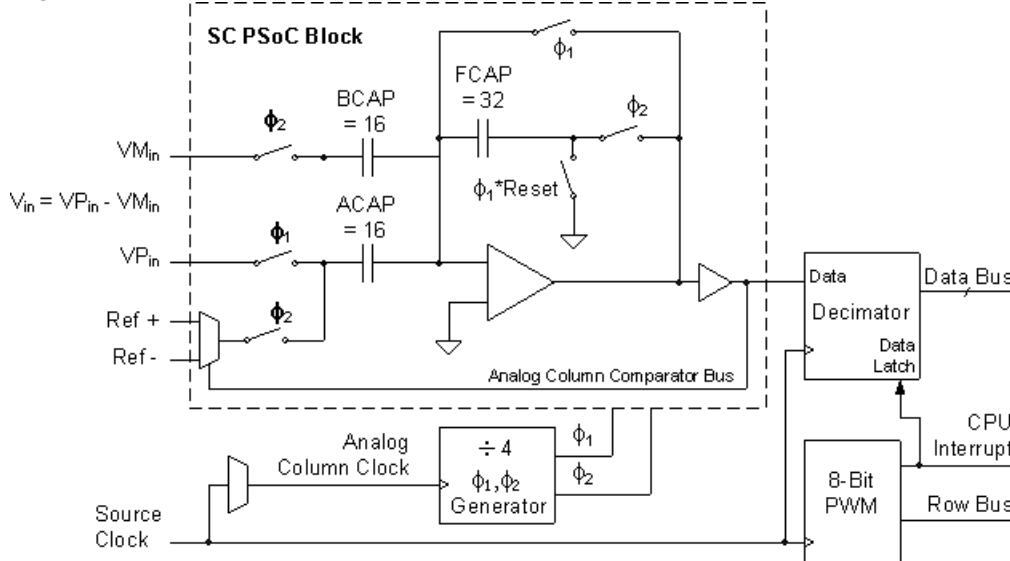 SC PSoC Block
ϕ1
FCAP
= 32
BCAP
= 16
ϕ2
ϕ2
VMin
ϕ1*Reset
Vin = VPin - VMin
ACAP
= 16
ϕ1
VPin
Data
Data Bus
Ref +
ϕ2
Decimator
Ref -
Data
Latch
Analog Column Comparator Bus
CPU
Interrupt
Analog
Column Clock
÷ 4
ϕ1,ϕ2
Generator
ϕ1
ϕ2
8-Bit
PWM
Row Bus
Source
Clock